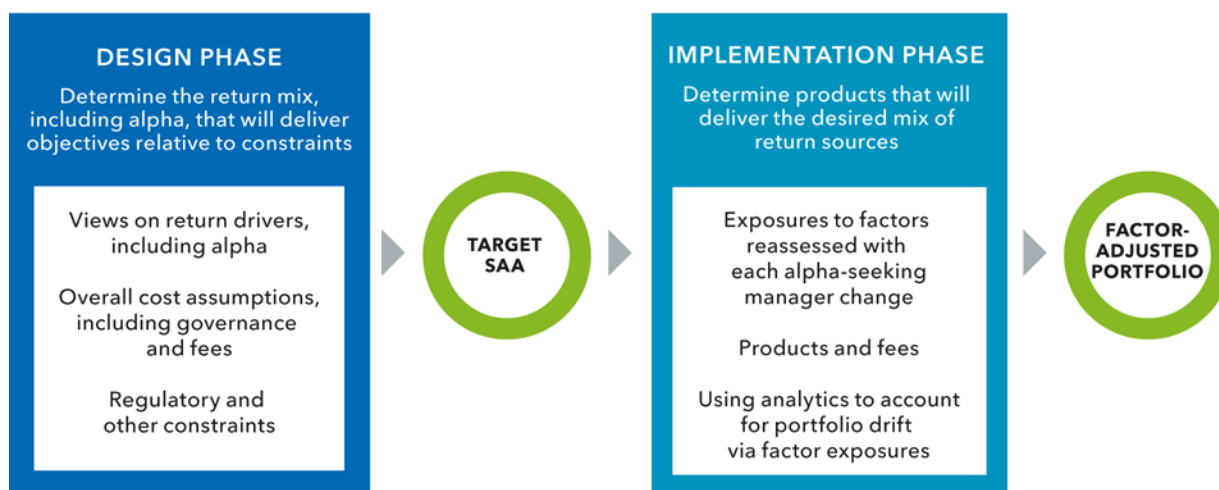 DESIGN PHASE
Determine the return mix,
including alpha, that will deliver
objectives relative to constraints
Views on return drivers,
including alpha
Overall cost assumptions,
including governance
and fees
Regulatory and
other constraints
TARGET
SAA
IMPLEMENTATION PHASE
Determine products that will
deliver the desired mix of
return sources
Exposures to factors
reassessed with
each alpha-seeking
manager change
Products and fees
Using analytics to account
for portfolio drift
via factor exposures
FACTOR-
ADJUSTED
PORTFOLIO